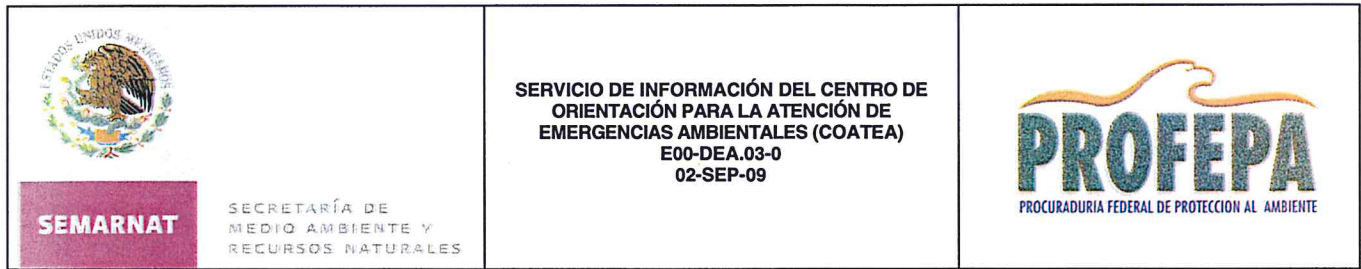 ESTADOS UNIDOS MEXICANOS
SEMARNAT
SECRETARÍA DE
MEDIO AMBIENTE Y
RECURSOS NATURALES
SERVICIO DE INFORMACIÓN DEL CENTRO DE
ORIENTACIÓN PARA LA ATENCIÓN DE
EMERGENCIAS AMBIENTALES (COATEA)
E00-DEA.03-0
02-SEP-09
PROFEPA
PROCURADURIA FEDERAL DE PROTECCION AL AMBIENTE